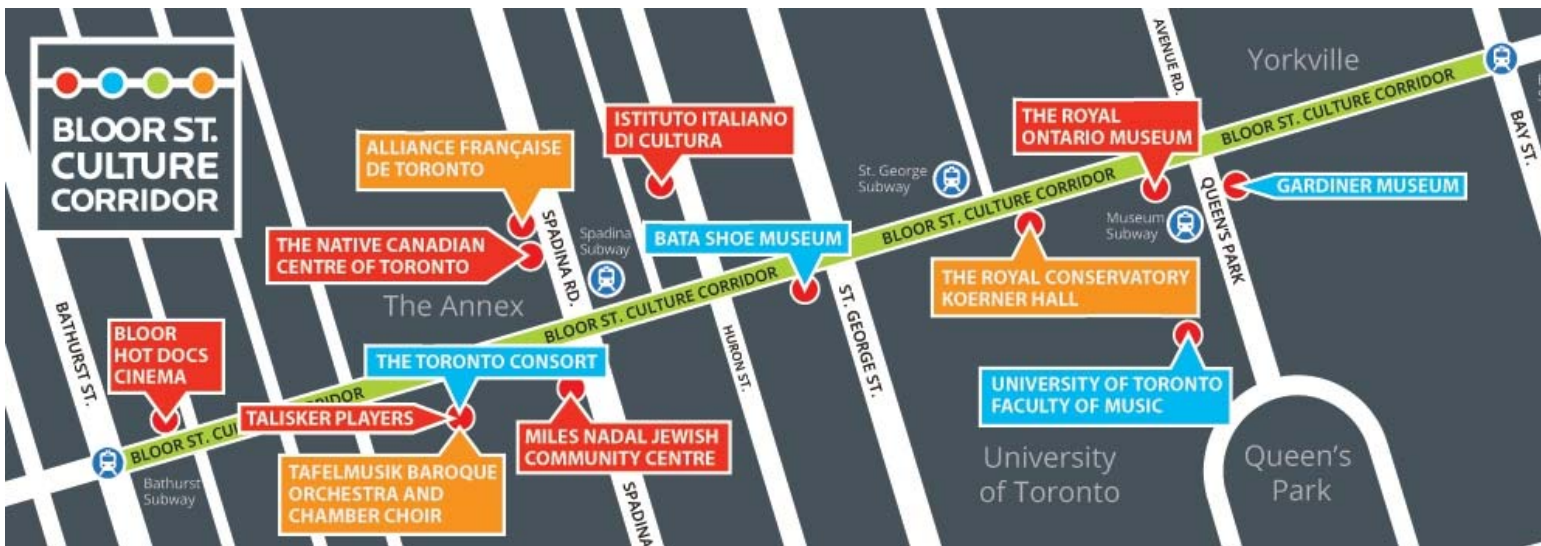 BLOOR ST.
CULTURE
CORRIDOR
ALLIANCE FRANÇAISE
DE TORONTO
ISTITUTO ITALIANO
DI CULTURA
THE ROYAL
ONTARIO MUSEUM
AVENUE RD.
Yorkville
BLOOR ST. CULTURE CORRIDOR
BAY ST.
St. George
Subway
BLOOR ST. CULTURE CORRIDOR
GARDINER MUSEUM
QUEEN'S PARK
Museum
Subway
THE NATIVE CANADIAN
CENTRE OF TORONTO
SPADINA RD.
Spadina
Subway
BATA SHOE MUSEUM
THE ROYAL CONSERVATORY
KOERNER HALL
The Annex
BLOOR ST. CULTURE CORRIDOR
ST. GEORGE ST.
HURON ST.
BATHURST ST.
BLOOR
HOT DOCS
CINEMA
THE TORONTO CONSORT
UNIVERSITY OF TORONTO
FACULTY OF MUSIC
TALISKER PLAYERS
BLOOR ST. CU
RIDOR
MILES NADAL JEWISH
COMMUNITY CENTRE
TAFELMUSIK BAROQUE
ORCHESTRA AND
CHAMBER CHOIR
Bathurst
Subway
SPADINA
University
of Toronto
Queen's
Park